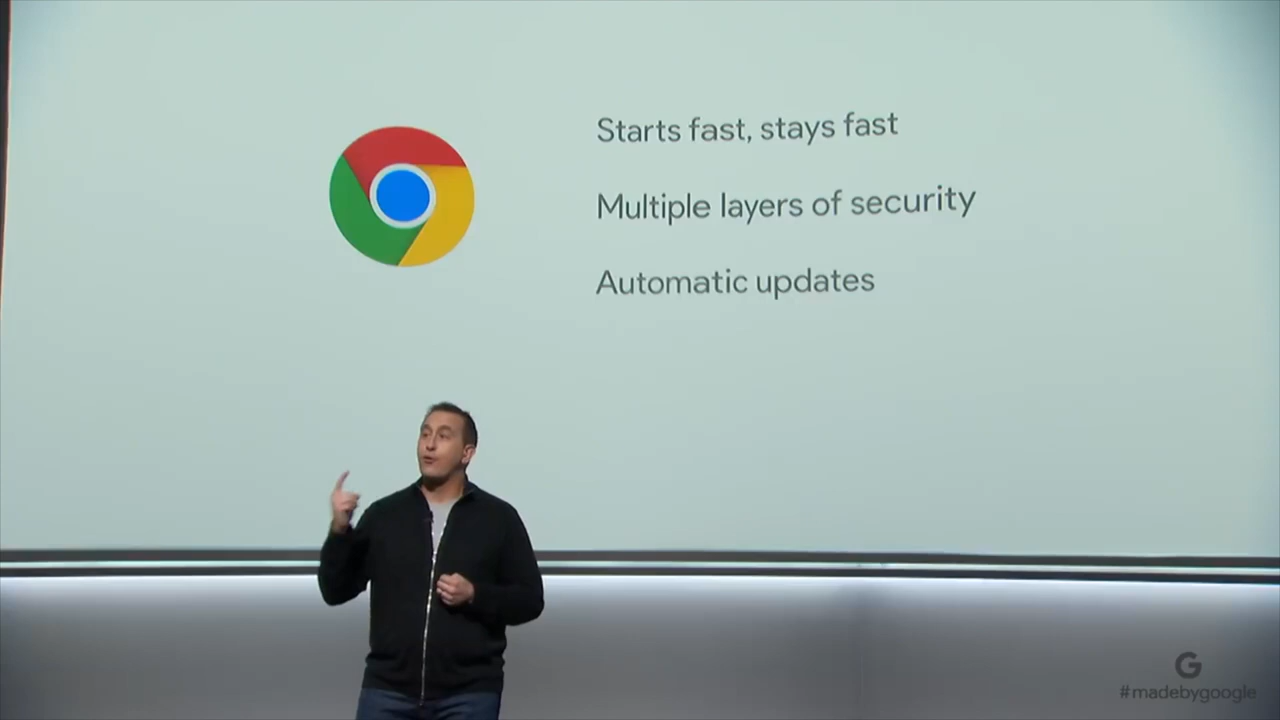 Starts fast, stays fast
Multiple layers of security
Automatic updates
G
#madebygoogle